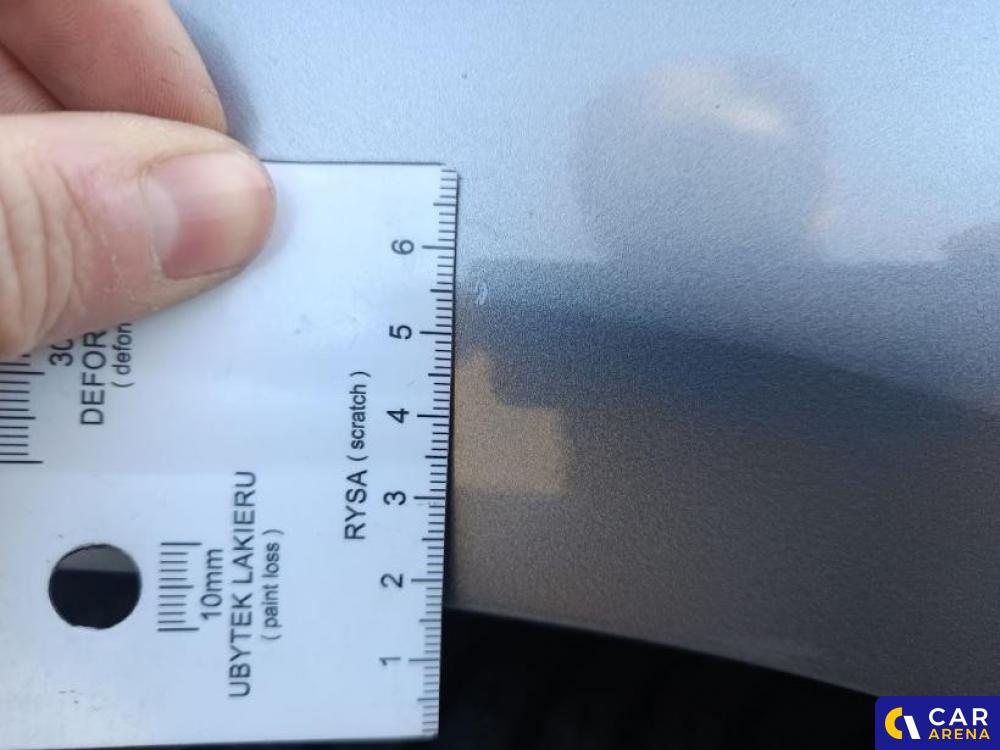 6
5
4
3
2
1
RYSA ( scratch )
10mm
UBYTEK LAKIERU
( paint loss )
DEFOR
( defor
CAR
ARENA